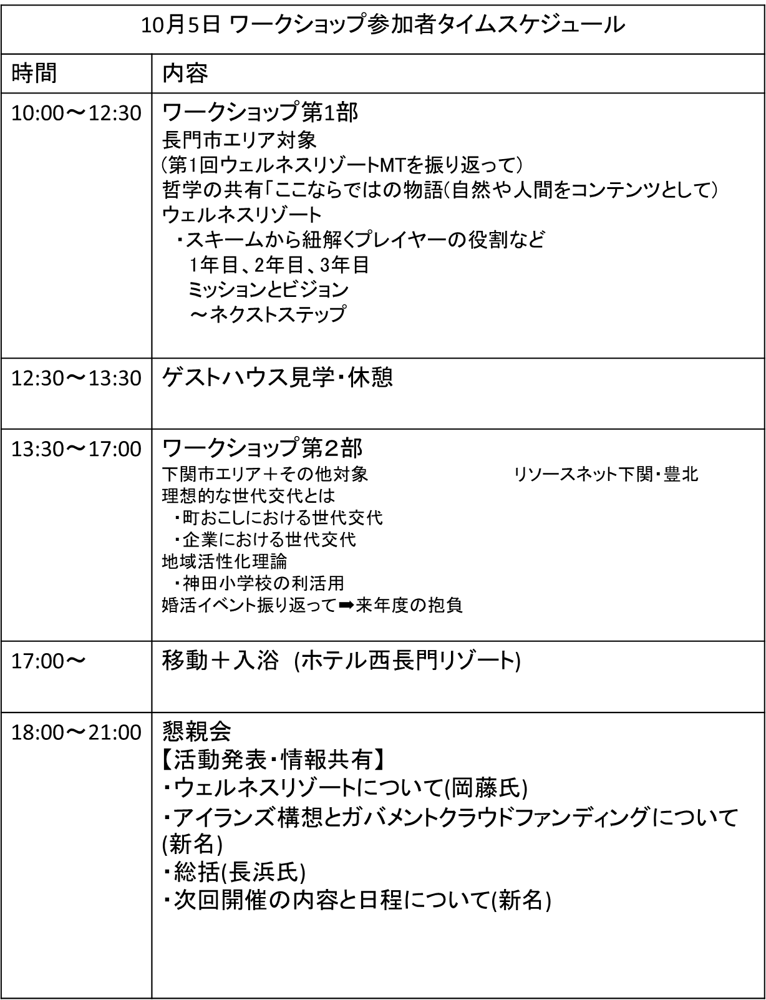 10月5日 ワークショップ参加者タイムスケジュール
時間 内容
10:00〜12:30 ワークショップ第1部
長門市エリア対象
(第1回ウェルネスリゾートMTを振り返って)
哲学の共有「ここならではの物語(自然や人間をコンテンツとして)
ウェルネスリゾート
・スキームから紐解くプレイヤーの役割など
1年目、2年目、3年目
ミッションとビジョン
〜ネクストステップ
12:30〜13:30 ゲストハウス見学・休憩
13:30〜17:00 ワークショップ第２部
下関市エリア＋その他対象 リソースネット下関・豊北
理想的な世代交代とは
・町おこしにおける世代交代
・企業における世代交代
地域活性化理論
・神田小学校の利活用
婚活イベント振り返って➡来年度の抱負
17:00〜 移動＋入浴 (ホテル西長門リゾート)
18:00〜21:00 懇親会
【活動発表・情報共有】
・ウェルネスリゾートについて(岡藤氏)
・アイランズ構想とガバメントクラウドファンディングについて
(新名)
・総括(長浜氏)
・次回開催の内容と日程について(新名)